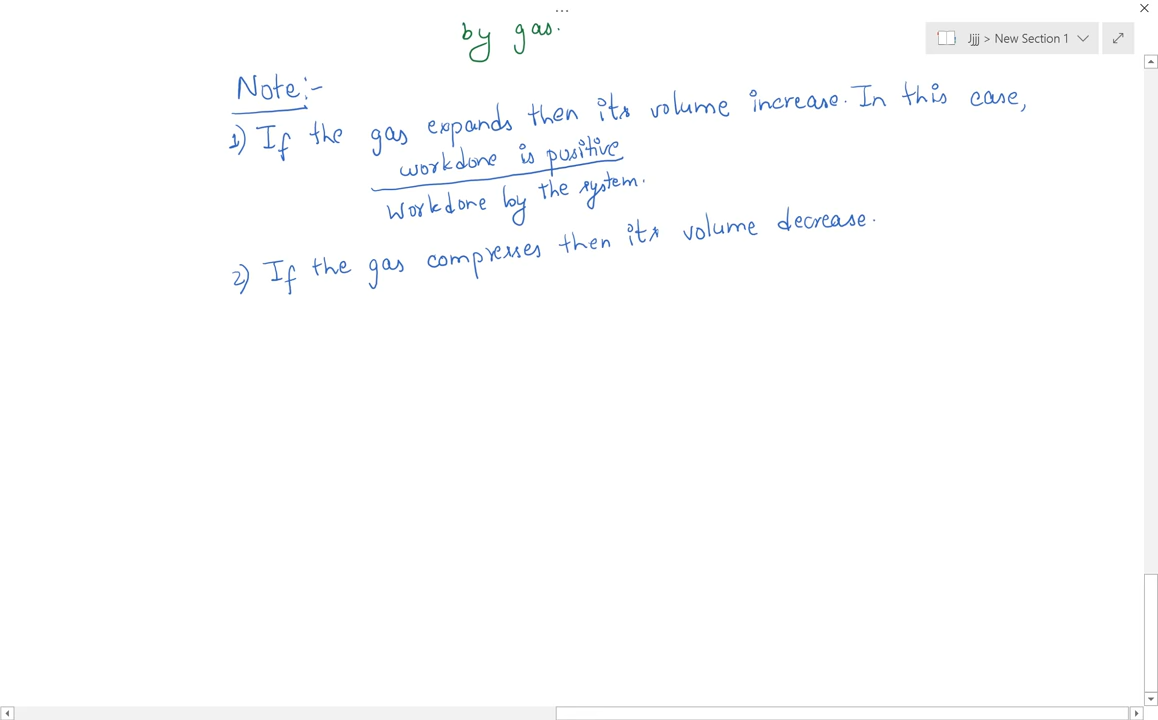 by gas.
Jjjj > New Section 1
Note:-
1) If the gas expands then its volume increase. In this case,
workdone is positive
Workdone by the system.
2) If the gas compresses then its volume decrease.